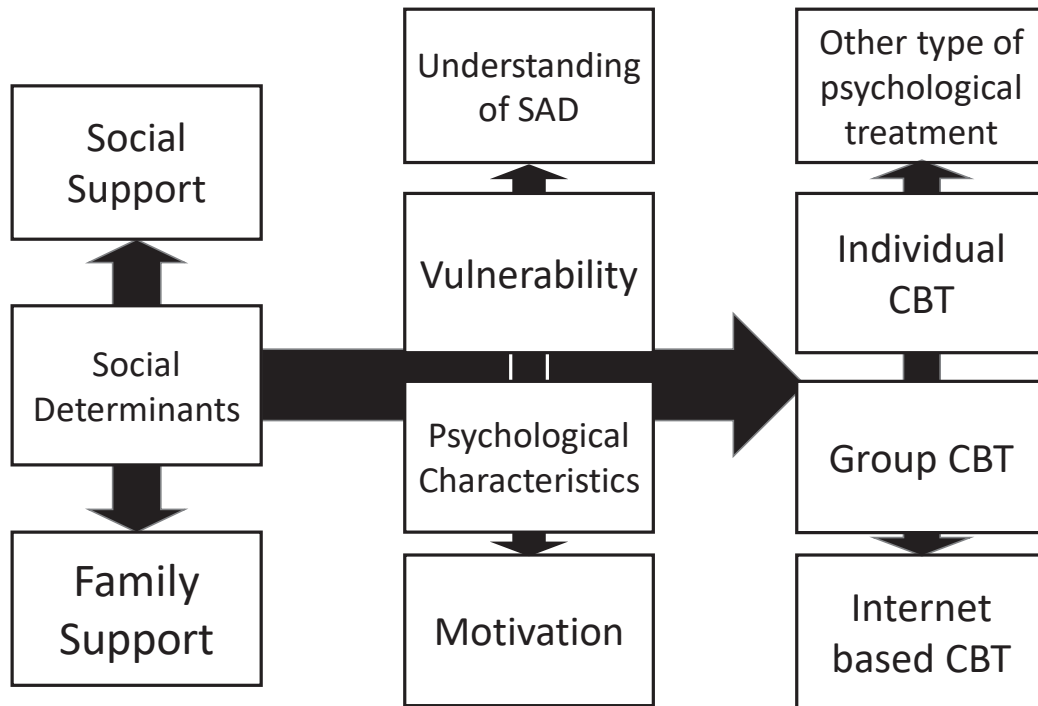 Social
Support
Social
Determinants
Family
Support
Understanding
of SAD
Vulnerability
Psychological
Characteristics
Motivation
Other type of
psychological
treatment
Individual
CBT
Group CBT
Internet
based CBT